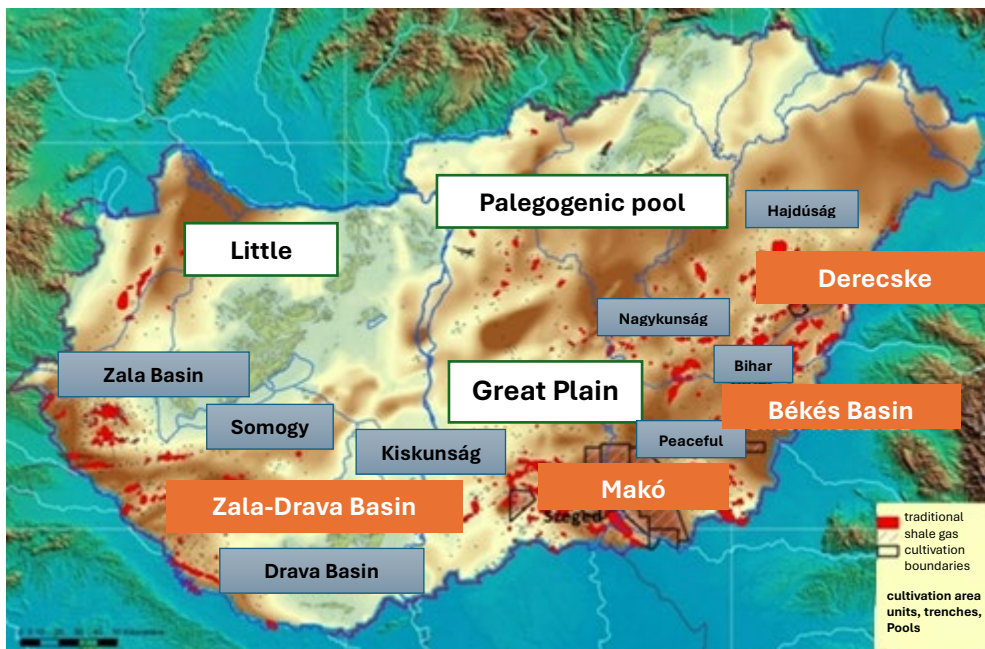 Palegogenic pool
Hajdúság
Little
Derecske
Nagykunság
Zala Basin
Bihar
Great Plain
Békés Basin
Somogy
Peaceful
Kiskunság
Makó
Zala-Drava Basin
Szeged
Drava Basin
traditional
shale gas
cultivation
boundaries
cultivation area
units, trenches,
Pools